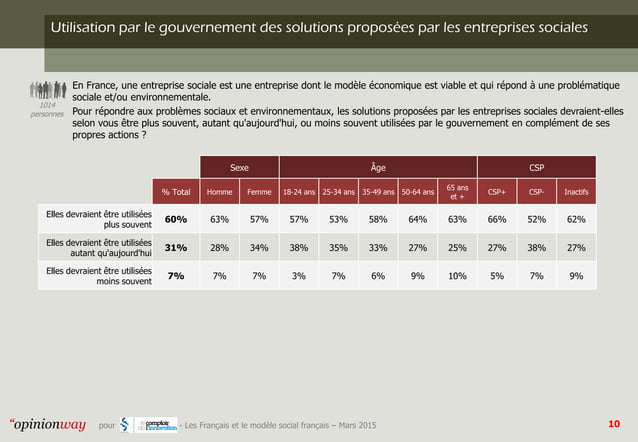 Utilisation par le gouvernement des solutions proposées par les entreprises sociales
1014
personnes
En France, une entreprise sociale est une entreprise dont le modèle économique est viable et qui répond à une problématique
sociale et/ou environnementale.
Pour répondre aux problèmes sociaux et environnementaux, les solutions proposées par les entreprises sociales devraient-elles
selon vous être plus souvent, autant qu'aujourd'hui, ou moins souvent utilisées par le gouvernement en complément de ses
propres actions ?
Sexe Âge CSP
% Total Homme Femme 18-24 ans 25-34 ans 35-49 ans 50-64 ans 65 ans et + CSP+ CSP- Inactifs
Elles devraient être utilisées
plus souvent
60% 63% 57% 57% 53% 58% 64% 63% 66% 52% 62%
Elles devraient être utilisées
autant qu'aujourd'hui
31% 28% 34% 38% 35% 33% 27% 25% 27% 38% 27%
Elles devraient être utilisées
moins souvent
7% 7% 7% 3% 7% 6% 9% 10% 5% 7% 9%
“opinionway pour le comptoir de l'innovation - Les Français et le modèle social français – Mars 2015 10